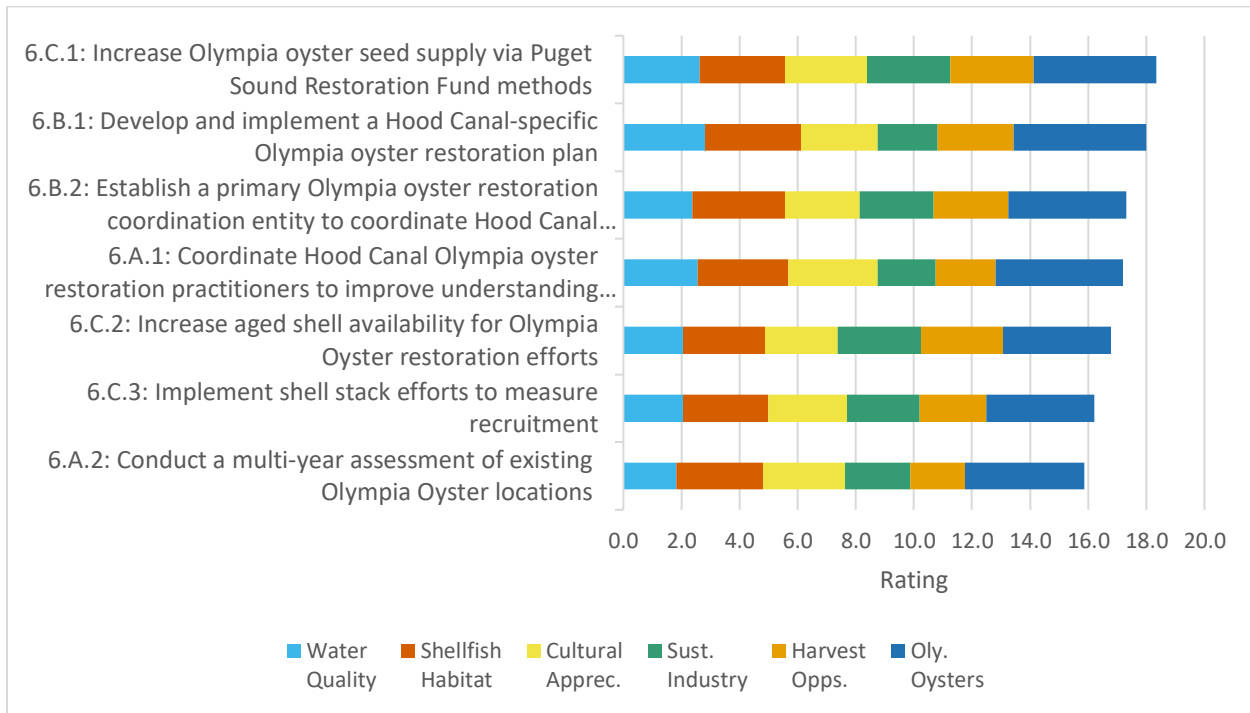 6.C.1: Increase Olympia oyster seed supply via Puget
Sound Restoration Fund methods
6.B.1: Develop and implement a Hood Canal-specific
Olympia oyster restoration plan
6.B.2: Establish a primary Olympia oyster restoration
coordination entity to coordinate Hood Canal…
6.A.1: Coordinate Hood Canal Olympia oyster
restoration practitioners to improve understanding…
6.C.2: Increase aged shell availability for Olympia
Oyster restoration efforts
6.C.3: Implement shell stack efforts to measure
recruitment
6.A.2: Conduct a multi-year assessment of existing
Olympia Oyster locations
0.0 2.0 4.0 6.0 8.0 10.0 12.0 14.0 16.0 18.0 20.0
Rating
Water Shellfish Cultural Sust. Harvest Oly.
Quality Habitat Apprec. Industry Opps. Oysters